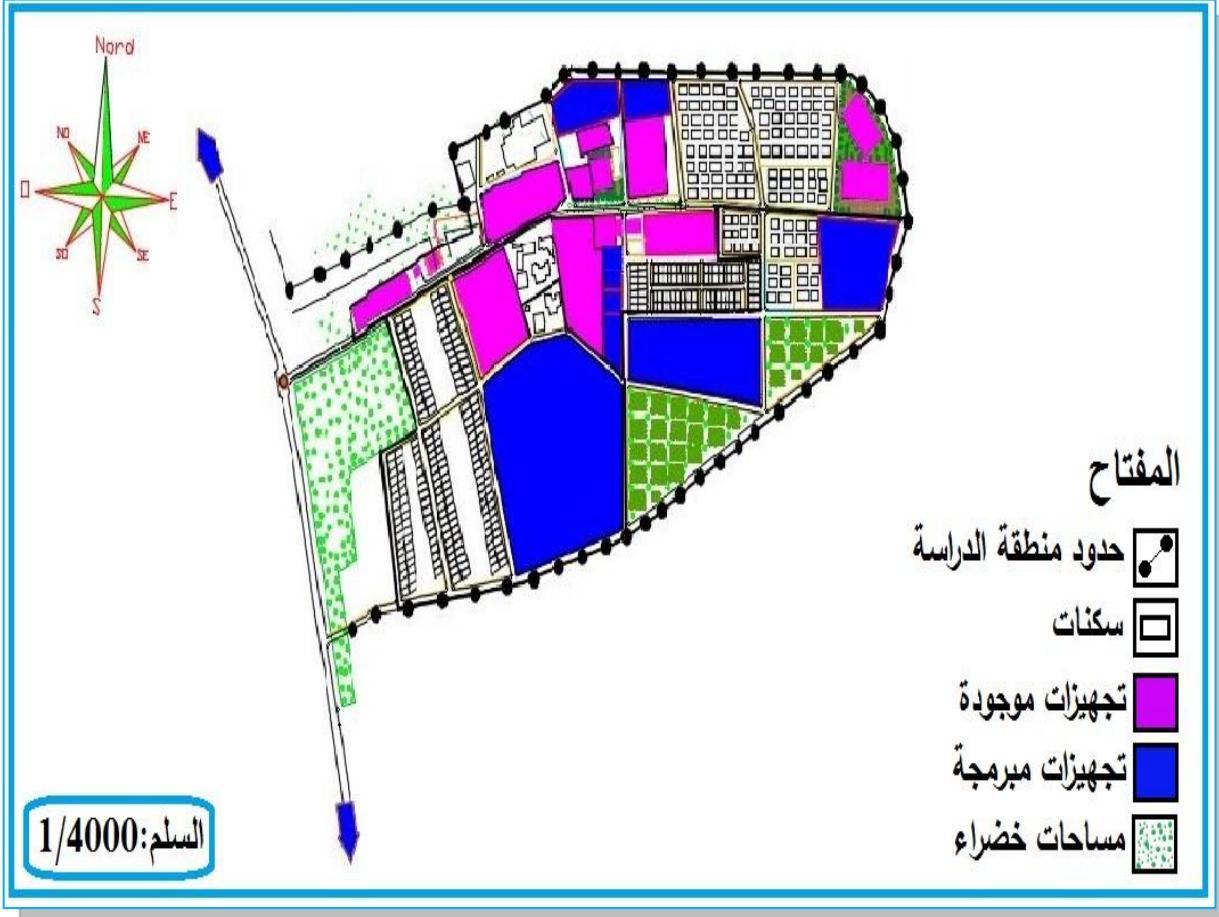 Nord
NO
NE
O
E
SO
SE
S
المفتاح
حدود منطقة الدراسة
سكنات
تجهيزات موجودة
تجهيزات مبرمجة
مساحات خضراء
السلم:1/4000